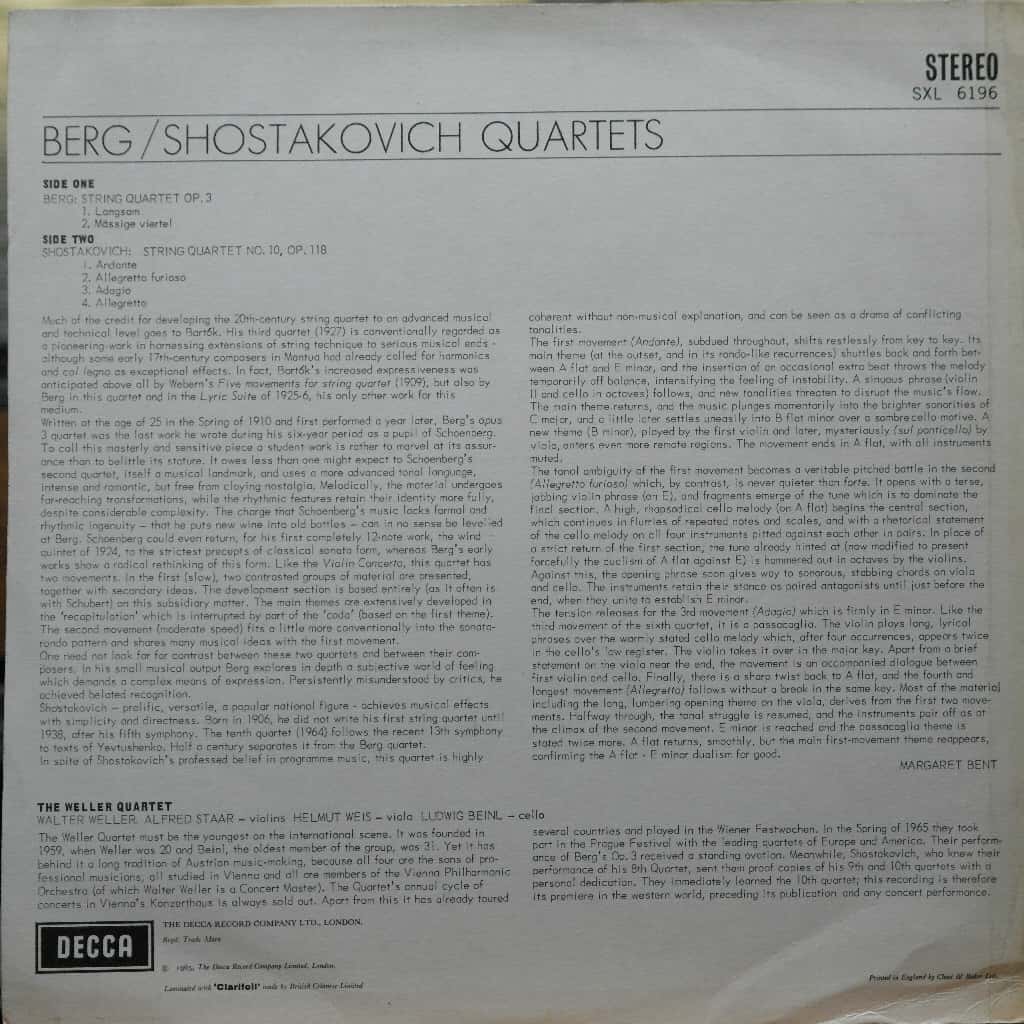 STEREO
SXL 6196
BERG/SHOSTAKOVICH QUARTETS
SIDE ONE
BERG: STRING QUARTET OP. 3
1. Langsam
2. Mässige viertel
SIDE TWO
SHOSTAKOVICH: STRING QUARTET NO. 10, OP. 118
1. Andante
2. Allegretto furioso
3. Adagio
4. Allegretto
Much of the credit for developing the 20th-century string quartet to an advanced musical
and technical level goes to Bartók. His third quartet (1927) is conventionally regarded as
a pioneering work in harnessing extensions of string technique to serious musical ends -
although some early 17th-century composers in Mantua had already called for harmonics
and col legno as exceptional effects. In fact, Bartók's increased expressiveness was
anticipated above all by Webern's Five movements for string quartet (1909), but also by
Berg in this quartet and in the Lyric Suite of 1925-6, his only other work for this
medium.
Written at the age of 25 in the Spring of 1910 and first performed a year later, Berg's opus
3 quartet was the last work he wrote during his six-year period as a pupil of Schoenberg.
To call this masterly and sensitive piece a student work is rather to marvel at its assur-
ance than to belittle its stature. It owes less than one might expect to Schoenberg's
second quartet, itself a musical landmark, and uses a more advanced tonal language,
intense and romantic, but free from cloying nostalgia. Melodically, the material undergoes
far-reaching transformations, while the rhythmic features retain their identity more fully,
despite considerable complexity. The charge that Schoenberg's music lacks formal and
rhythmic ingenuity – that he puts new wine into old bottles – can in no sense be levelled
at Berg. Schoenberg could even return, for his first completely 12-note work, the wind
quintet of 1924, to the strictest precepts of classical sonata form, whereas Berg's early
works show a radical rethinking of this form. Like the Violin Concerto, this quartet has
two movements. In the first (slow), two contrasted groups of material are presented,
together with secondary ideas. The development section is based entirely (as it often is
with Schubert) on this subsidiary matter. The main themes are extensively developed in
the 'recapitulation' which is interrupted by part of the 'coda' (based on the first theme).
The second movement (moderate speed) fits a little more conventionally into the sonata-
rondo pattern and shares many musical ideas with the first movement.
One need not look far for contrast between these two quartets and between their com-
posers. In his small musical output Berg explores in depth a subjective world of feeling
which demands a complex means of expression. Persistently misunderstood by critics, he
achieved belated recognition.
Shostakovich – prolific, versatile, a popular national figure - achieves musical effects
with simplicity and directness. Born in 1906, he did not write his first string quartet until
1938, after his fifth symphony. The tenth quartet (1964) follows the recent 13th symphony
to texts of Yevtushenko. Half a century separates it from the Berg quartet.
In spite of Shostakovich's professed belief in programme music, this quartet is highly
coherent without non-musical explanation, and can be seen as a drama of conflicting
tonalities.
The first movement (Andante), subdued throughout, shifts restlessly from key to key. Its
main theme (at the outset, and in its rondo-like recurrences) shuttles back and forth bet-
ween A flat and E minor, and the insertion of an occasional extra beat throws the melody
temporarily off balance, intensifying the feeling of instability. A sinuous phrase (violin
II and cello in octaves) follows, and new tonalities threaten to disrupt the music's flow.
The main theme returns, and the music plunges momentarily into the brighter sonorities of
C major, and a little later settles uneasily into B flat minor over a sombre cello motive. A
new theme (B minor), played by the first violin and later, mysteriously (sul ponticello) by
viola, enters even more remote regions. The movement ends in A flat, with all instruments
muted.
The tonal ambiguity of the first movement becomes a veritable pitched battle in the second
(Allegretto furioso) which, by contrast, is never quieter than forte. It opens with a terse,
jabbing violin phrase (on E), and fragments emerge of the tune which is to dominate the
final section. A high, rhapsodical cello melody (on A flat) begins the central section,
which continues in flurries of repeated notes and scales, and with a rhetorical statement
of the cello melody on all four instruments pitted against each other in pairs. In place of
a strict return of the first section, the tune already hinted at (now modified to present
forcefully the dualism of A flat against E) is hammered out in octaves by the violins.
Against this, the opening phrase soon gives way to sonorous, stabbing chords on viola
and cello. The instruments retain their stance as paired antagonists until just before the
end, when they unite to establish E minor.
The tension releases for the 3rd movement (Adagio) which is firmly in E minor. Like the
third movement of the sixth quartet, it is a passacaglia. The violin plays long, lyrical
phrases over the warmly stated cello melody which, after four occurrences, appears twice
in the cello's low register. The violin takes it over in the major key. Apart from a brief
statement on the viola near the end, the movement is an accompanied dialogue between
first violin and cello. Finally, there is a sharp twist back to A flat, and the fourth and
longest movement (Allegretto) follows without a break in the same key. Most of the material
including the long, lumbering opening theme on the viola, derives from the first two move-
ments. Halfway through, the tonal struggle is resumed, and the instruments pair off as at
the climax of the second movement. E minor is reached and the passacaglia theme is
stated twice more. A flat returns, smoothly, but the main first-movement theme reappears,
confirming the A flat - E minor dualism for good.
MARGARET BENT
THE WELLER QUARTET
WALTER WELLER, ALFRED STAAR – violins HELMUT WEIS – viola LUDWIG BEINL – cello
The Weller Quartet must be the youngest on the international scene. It was founded in
1959, when Weller was 20 and Beinl, the oldest member of the group, was 31. Yet it has
behind it a long tradition of Austrian music-making, because all four are the sons of pro-
fessional musicians, all studied in Vienna and all are members of the Vienna Philharmonic
Orchestra (of which Walter Weller is a Concert Master). The Quartet's annual cycle of
concerts in Vienna's Konzerthaus is always sold out. Apart from this it has already toured
several countries and played in the Wiener Festwochen. In the Spring of 1965 they took
part in the Prague Festival with the leading quartets of Europe and America. Their perform-
ance of Berg's Op. 3 received a standing ovation. Meanwhile, Shostakovich, who knew their
performance of his 8th Quartet, sent them proof copies of his 9th and 10th quartets with a
personal dedication. They immediately learned the 10th quartet; this recording is therefore
its premiere in the western world, preceding its publication and any concert performance.
DECCA
THE DECCA RECORD COMPANY LTD., LONDON.
Regd. Trade Mark
© 1965, The Decca Record Company Limited, London.
Laminated with 'Clarifoil' made by British Celanese Limited
Printed in England by Clout & Baker Ltd.